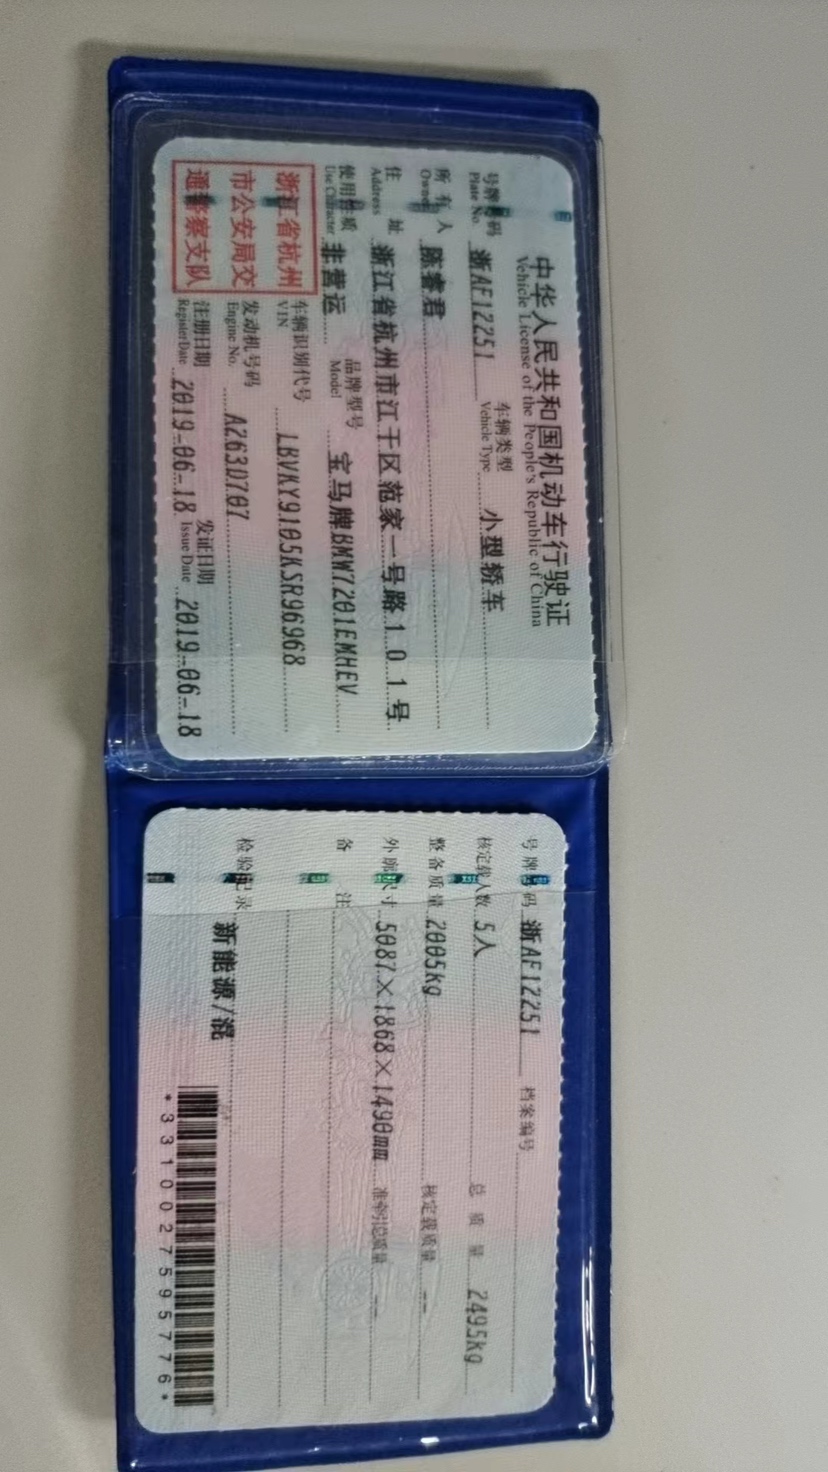 中华人民共和国机动车行驶证
Vehicle License of the People's Republic of China
号牌号码 浙AF12251 车辆类型 小型轿车
Plate No. Vehicle Type
所有人 陈睿君
Owner
住址 浙江省杭州市江干区范家一号路101号
Address
使用性质 非营运 品牌型号 宝马牌BMW7201EMHEV
Use Character Model
浙江省杭州
市公安局交
通警察支队
车辆识别代号 LBVKY9105KSR96968
VIN
发动机号码 A263D707
Engine No.
注册日期 2019-06-18 发证日期 2019-06-18
Register Date Issue Date
号牌号码 浙AF12251 档案编号
核定载人数 5人 总质量 2495kg
整备质量 2005kg 核定载质量 --
外廓尺寸 5087×1868×1490mm 准牵引总质量 --
备注
检验记录
新能源/混
*3310027595776*